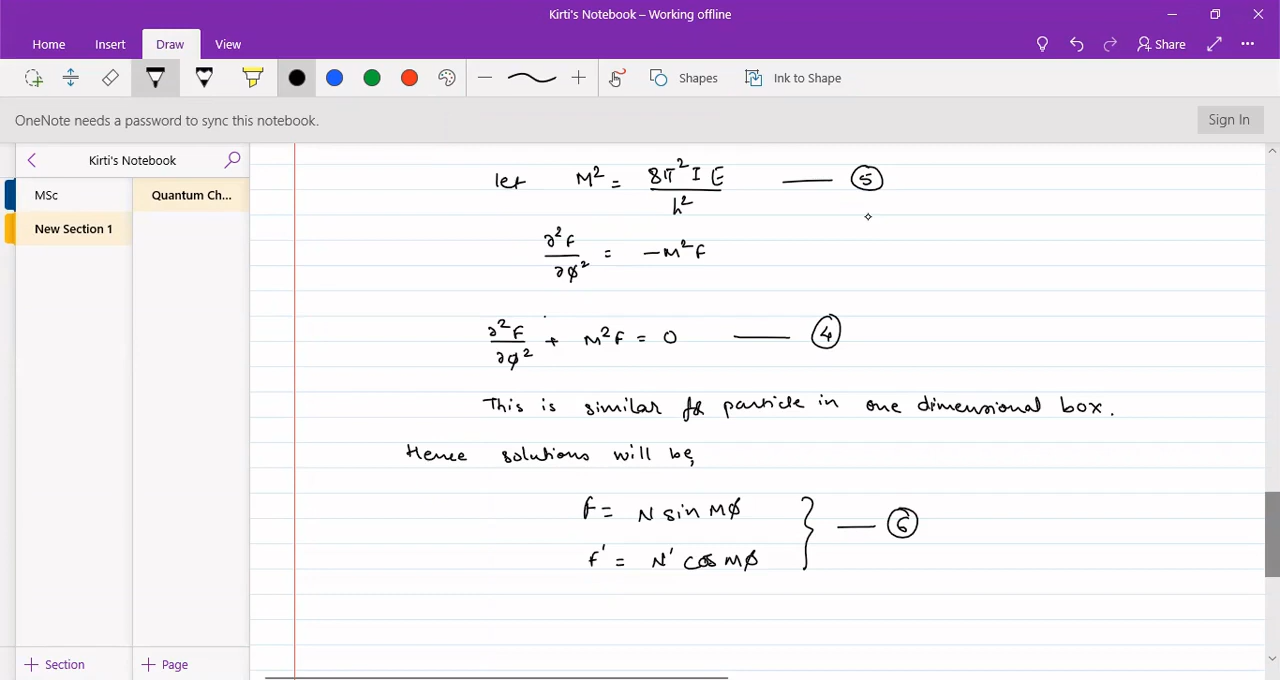 Kirti's Notebook – Working offline
Home Insert Draw View Share
Shapes Ink to Shape
OneNote needs a password to sync this notebook. Sign In
Kirti's Notebook
MSc Quantum Ch...
New Section 1
let M² = 8π² I E / h² —— ⑤
∂²F/∂φ² = -M²F
∂²F/∂φ² + M²F = 0 —— ④
This is similar to particle in one dimensional box.
Hence solutions will be,
F = N sin Mφ
F' = N' cos Mφ } — ⑥
+ Section + Page